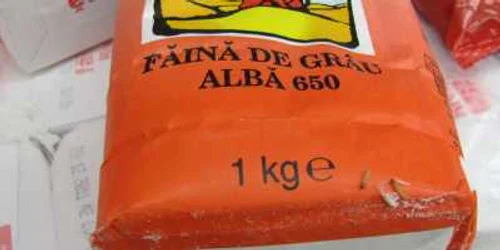 FĂINĂ DE GRÂU
ALBĂ 650
1 kg e